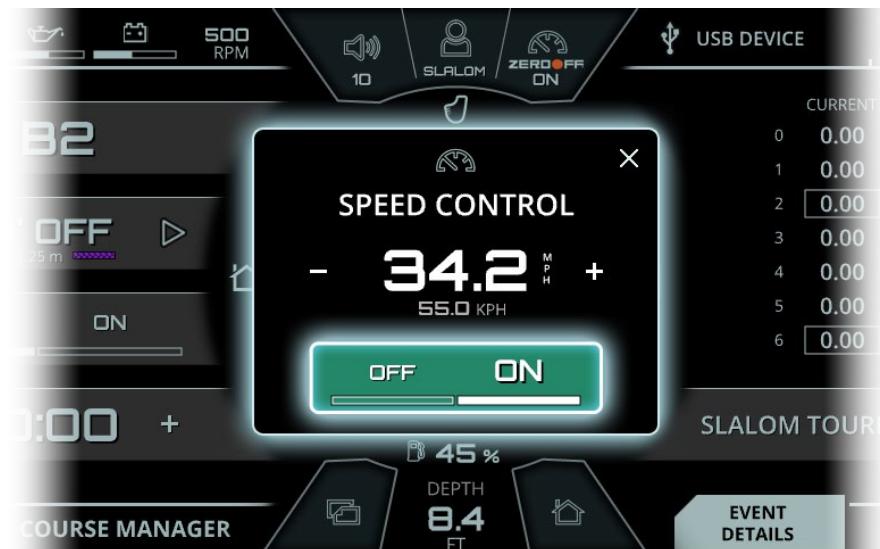 500
RPM
10
SLALOM
ZEROOFF
ON
USB DEVICE
B2
CURRENT
0 0.00
1 0.00
2 0.00
3 0.00
4 0.00
5 0.00
6 0.00
SPEED CONTROL
- 34.2 MPH +
55.0 KPH
OFF ON
OFF
25 m
ON
:00 +
SLALOM TOUR
45 %
DEPTH
8.4
FT
COURSE MANAGER
EVENT
DETAILS